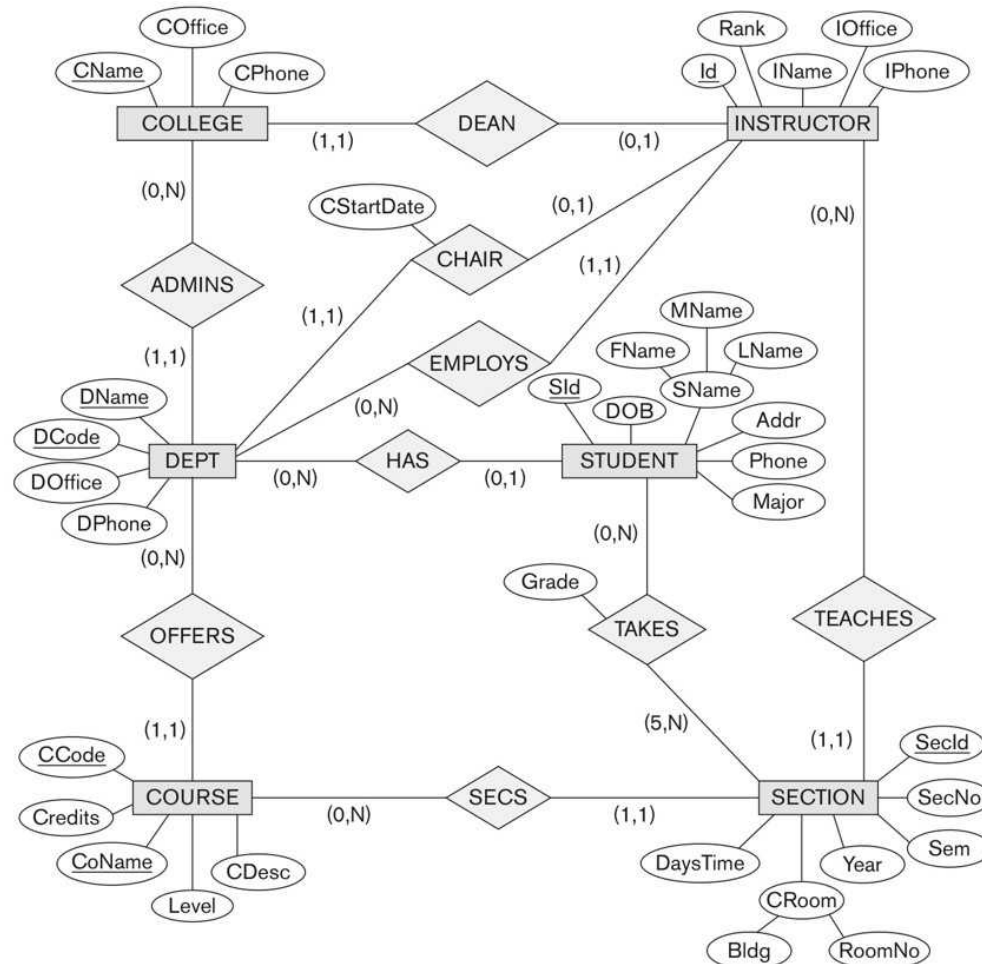 COffice
CName
CPhone
COLLEGE
(1,1)
DEAN
(0,1)
Rank
IOffice
Id
IName
IPhone
INSTRUCTOR
(0,N)
CStartDate
(0,1)
(0,N)
CHAIR
ADMINS
(1,1)
(1,1)
MName
(1,1)
FName
LName
EMPLOYS
SName
DName
(0,N)
SId
DOB
Addr
DCode
DEPT
(0,N)
HAS
(0,1)
STUDENT
Phone
DOffice
Major
DPhone
(0,N)
(0,N)
Grade
OFFERS
TAKES
TEACHES
(1,1)
(5,N)
(1,1)
CCode
SecId
COURSE
(0,N)
SECS
(1,1)
SECTION
SecNo
Credits
CoName
CDesc
DaysTime
Year
Sem
Level
CRoom
Bldg
RoomNo